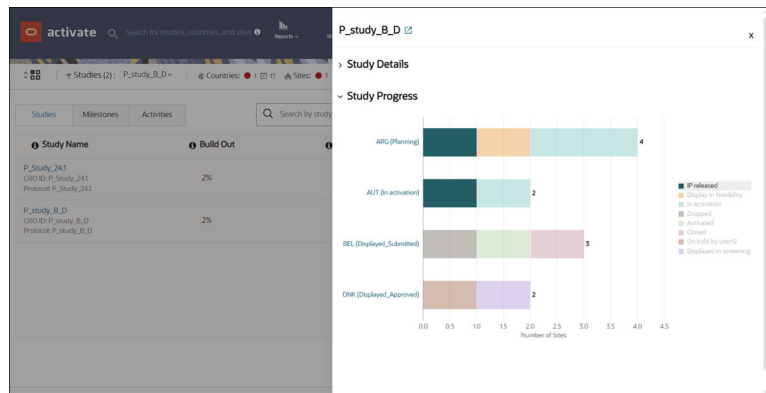 activate
Search for studies, countries, and sites
Reports
P_study_B_D
x
Studies (2) : P_study_B_D
Countries: 1 17 Sites: 7
Study Details
Study Progress
Studies Milestones Activities
Search by study
Study Name Build Out
P_Study_24.1
CRO ID: P_Study_24.1
Protocol: P_Study_24.1
2%
P_study_B_D
CRO ID: P_study_B_D
Protocol: P_study_B_D
2%
ARG (Planning) 4
AUT (In activation) 2
BEL (Displayed_Submitted) 3
DNK (Displayed_Approved) 2
0.0 0.5 1.0 1.5 2.0 2.5 3.0 3.5 4.0 4.5
Number of Sites
IP released
Display in feasibility
In activation
Dropped
Activated
Closed
On hold by user12
Displayed in screening